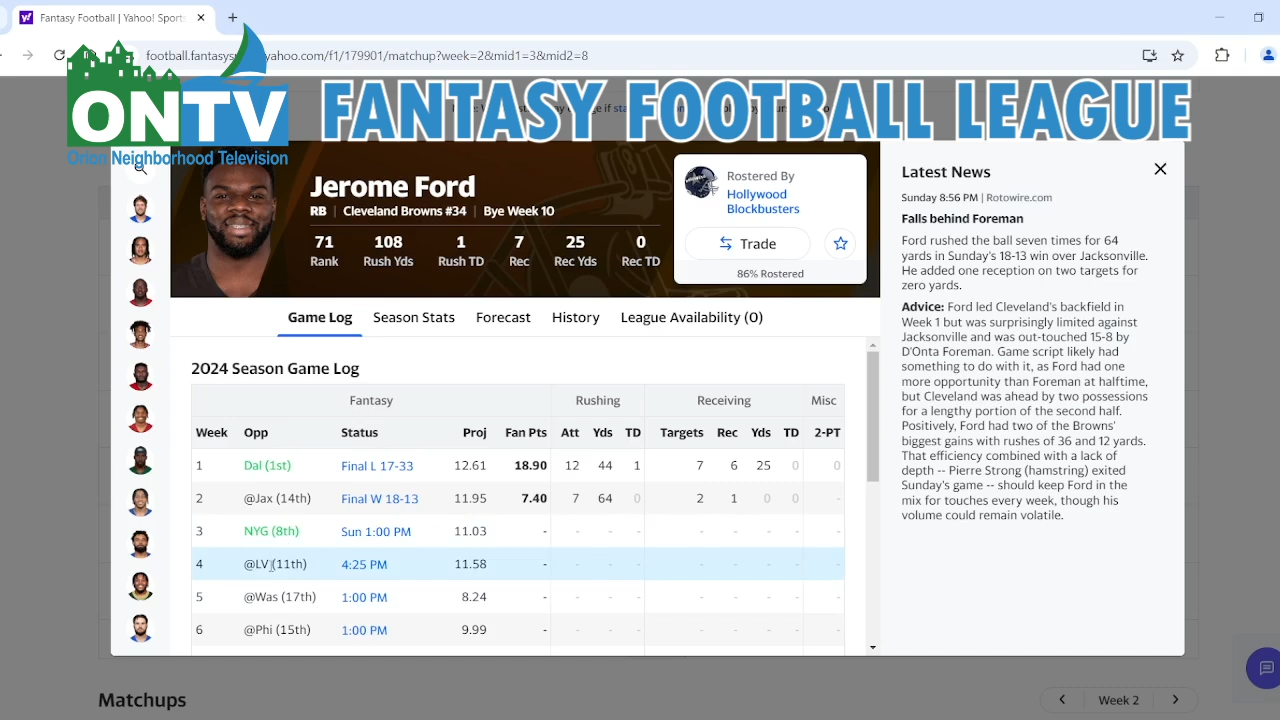 Fantasy Football | Yahoo! Sports
football.fantasysports.yahoo.com/f1/179901/matchup?week=2&mid1=3&mid2=8
ONTV
Orion Neighborhood Television
FANTASY FOOTBALL LEAGUE
Jerome Ford
RB | Cleveland Browns #34 | Bye Week 10
71 108 1 7 25 0
Rank Rush Yds Rush TD Rec Rec Yds Rec TD
Rostered By
Hollywood
Blockbusters
Trade
86% Rostered
Game Log Season Stats Forecast History League Availability (0)
2024 Season Game Log
Fantasy Rushing Receiving Misc
Week Opp Status Proj Fan Pts Att Yds TD Targets Rec Yds TD 2-PT
1 Dal (1st) Final L 17-33 12.61 18.90 12 44 1 7 6 25 0 0
2 @Jax (14th) Final W 18-13 11.95 7.40 7 64 0 2 1 0 0 -
3 NYG (8th) Sun 1:00 PM 11.03 - - - - - - - - -
4 @LV (11th) 4:25 PM 11.58 - - - - - - - - -
5 @Was (17th) 1:00 PM 8.24 - - - - - - - - -
6 @Phi (15th) 1:00 PM 9.99 - - - - - - - - -
Latest News
Sunday 8:56 PM | Rotowire.com
Falls behind Foreman
Ford rushed the ball seven times for 64
yards in Sunday's 18-13 win over Jacksonville.
He added one reception on two targets for
zero yards.
Advice: Ford led Cleveland's backfield in
Week 1 but was surprisingly limited against
Jacksonville and was out-touched 15-8 by
D'Onta Foreman. Game script likely had
something to do with it, as Ford had one
more opportunity than Foreman at halftime,
but Cleveland was ahead by two possessions
for a lengthy portion of the second half.
Positively, Ford had two of the Browns'
biggest gains with rushes of 36 and 12 yards.
That efficiency combined with a lack of
depth -- Pierre Strong (hamstring) exited
Sunday's game -- should keep Ford in the
mix for touches every week, though his
volume could remain volatile.
Matchups
Week 2